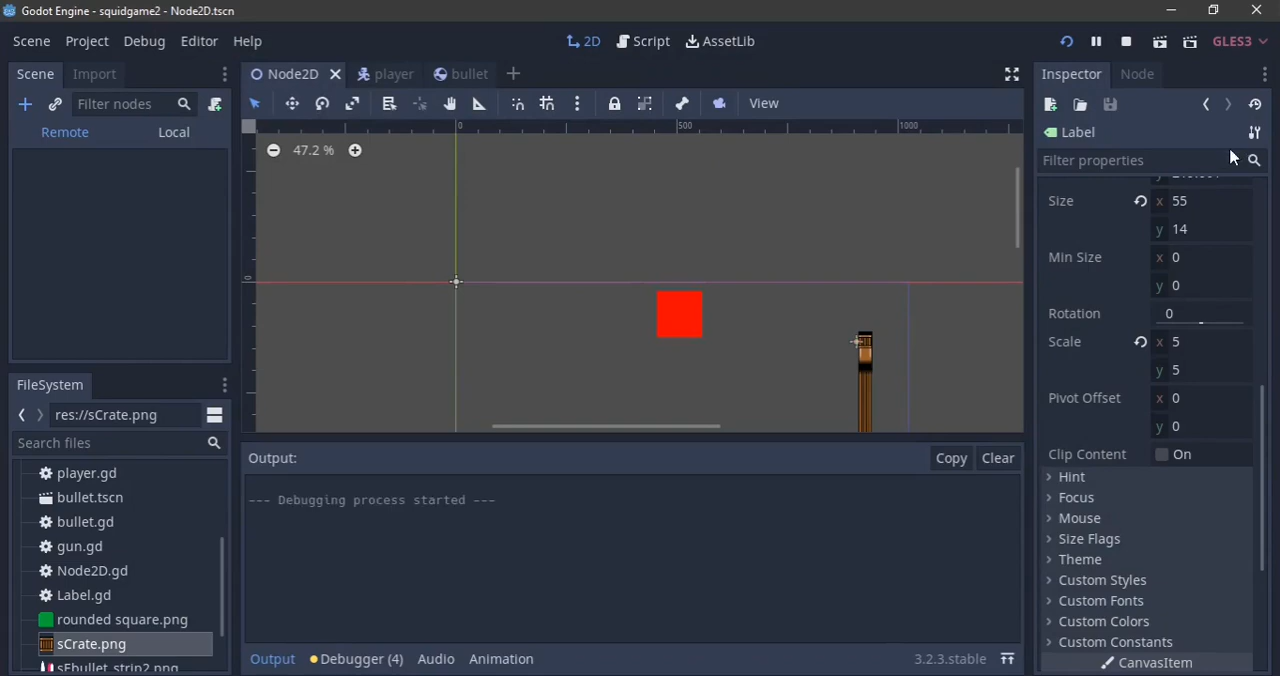 Godot Engine - squidgame2 - Node2D.tscn
Scene Project Debug Editor Help
2D Script AssetLib
GLES3
Scene Import
Node2D player bullet
Inspector Node
Filter nodes
View
Remote Local
0 500 1000
0
47.2 %
Label
Filter properties
Size x 55
y 14
Min Size x 0
y 0
Rotation 0
Scale x 5
y 5
Pivot Offset x 0
y 0
Clip Content On
Hint
Focus
Mouse
Size Flags
Theme
Custom Styles
Custom Fonts
Custom Colors
Custom Constants
CanvasItem
FileSystem
res://sCrate.png
Search files
player.gd
bullet.tscn
bullet.gd
gun.gd
Node2D.gd
Label.gd
rounded square.png
sCrate.png
sEbullet_strip2.png
Output:
Copy Clear
--- Debugging process started ---
Output Debugger (4) Audio Animation
3.2.3.stable